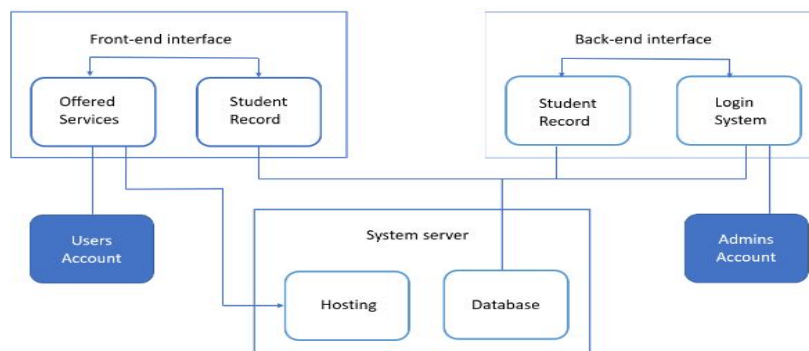 Front-end interface
Back-end interface
Offered
Services
Student
Record
Student
Record
Login
System
Users
Account
System server
Admins
Account
Hosting
Database